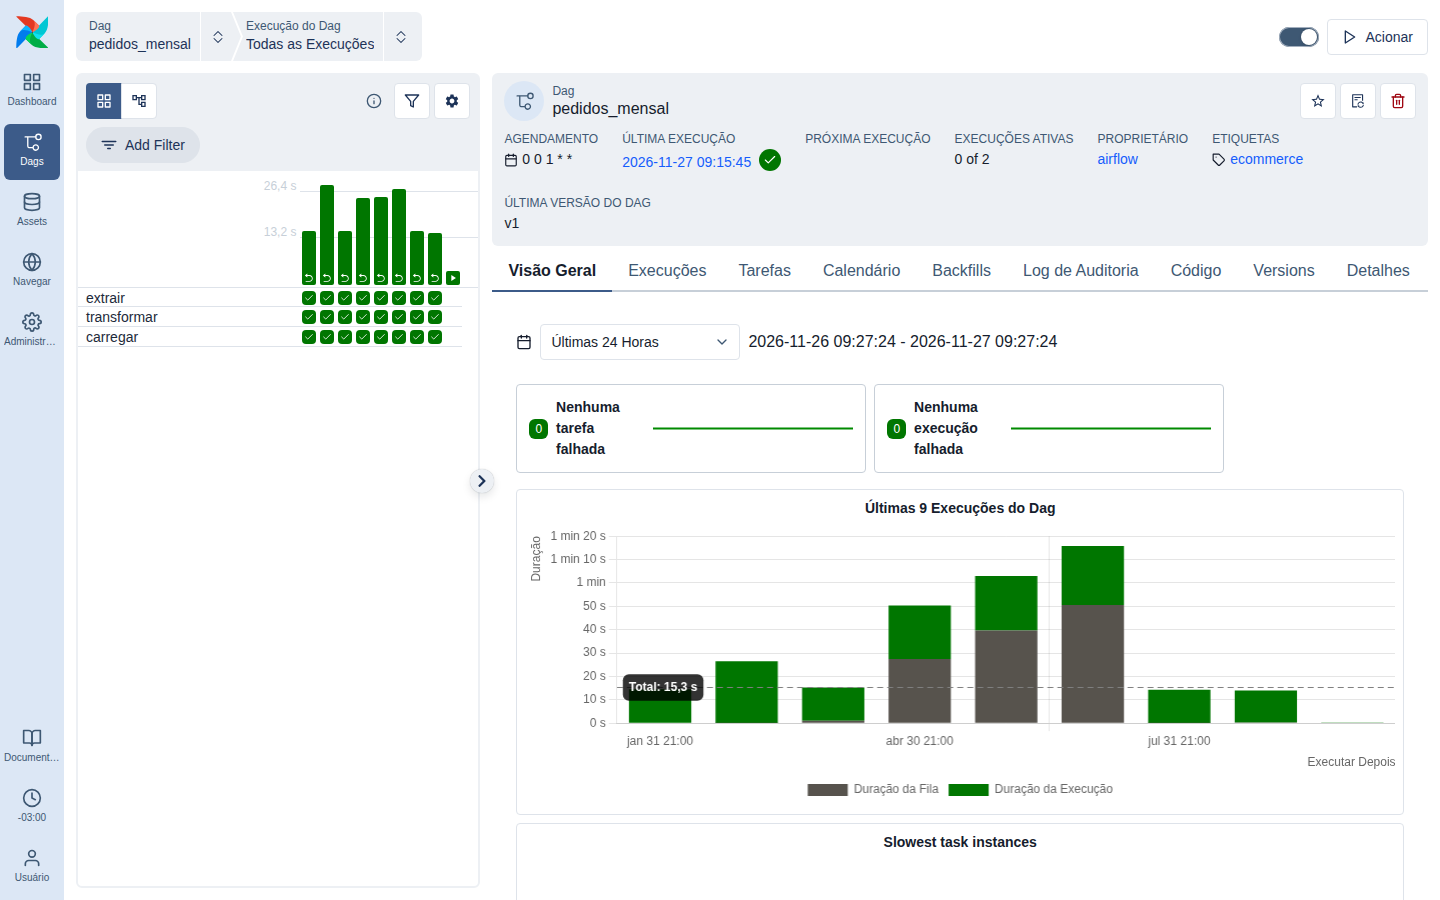 Dag
pedidos_mensal
Execução do Dag
Todas as Execuções
Acionar
Dashboard
Dags
Assets
Navegar
Administr…
Document…
-03:00
Usuário
Add Filter
26,4 s
13,2 s
extrair
transformar
carregar
Dag
pedidos_mensal
AGENDAMENTO
0 0 1 * *
ÚLTIMA EXECUÇÃO
2026-11-27 09:15:45
PRÓXIMA EXECUÇÃO
EXECUÇÕES ATIVAS
0 of 2
PROPRIETÁRIO
airflow
ETIQUETAS
ecommerce
ÚLTIMA VERSÃO DO DAG
v1
Visão Geral
Execuções
Tarefas
Calendário
Backfills
Log de Auditoria
Código
Versions
Detalhes
Últimas 24 Horas
2026-11-26 09:27:24 - 2026-11-27 09:27:24
0
Nenhuma
tarefa
falhada
0
Nenhuma
execução
falhada
Últimas 9 Execuções do Dag
Duração
1 min 20 s
1 min 10 s
1 min
50 s
40 s
30 s
20 s
10 s
0 s
Total: 15,3 s
jan 31 21:00
abr 30 21:00
jul 31 21:00
Executar Depois
Duração da Fila
Duração da Execução
Slowest task instances